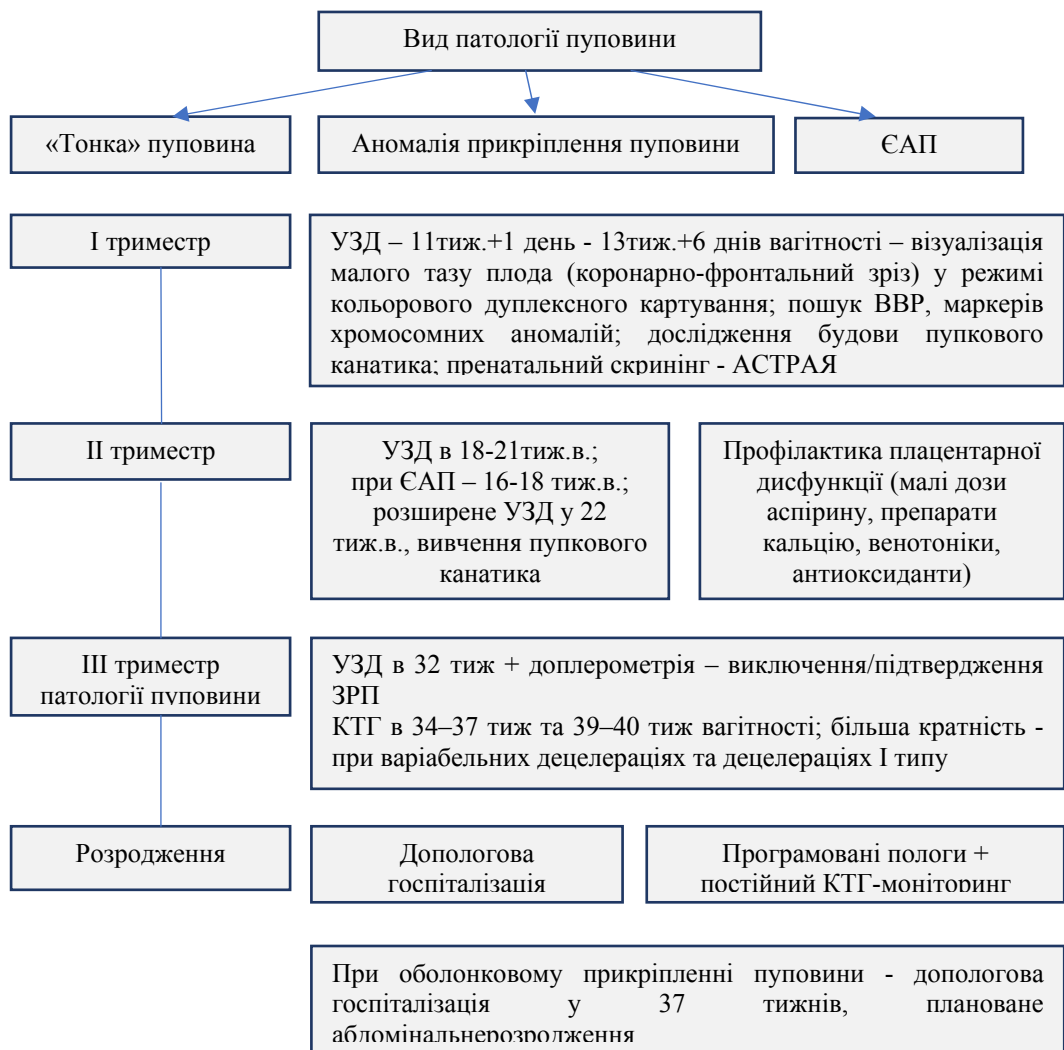 Вид патології пуповини
«Тонка» пуповина
Аномалія прикріплення пуповини
ЄАП
І триместр
УЗД – 11тиж.+1 день - 13тиж.+6 днів вагітності – візуалізація
малого тазу плода (коронарно-фронтальний зріз) у режимі
кольорового дуплексного картування; пошук ВВР, маркерів
хромосомних аномалій; дослідження будови пупкового
канатика; пренатальний скринінг - АСТРАЯ
ІІ триместр
УЗД в 18-21тиж.в.;
при ЄАП – 16-18 тиж.в.;
розширене УЗД у 22
тиж.в., вивчення пупкового
канатика
Профілактика плацентарної
дисфункції (малі дози
аспірину, препарати
кальцію, венотоніки,
антиоксиданти)
ІІІ триместр
патології пуповини
УЗД в 32 тиж + доплерометрія – виключення/підтвердження
ЗРП
КТГ в 34–37 тиж та 39–40 тиж вагітності; більша кратність -
при варіабельних децелераціях та децелераціях І типу
Розродження
Допологова
госпіталізація
Програмовані пологи +
постійний КТГ-моніторинг
При оболонковому прикріпленні пуповини - допологова
госпіталізація у 37 тижнів, плановане
абдомінальнерозродження